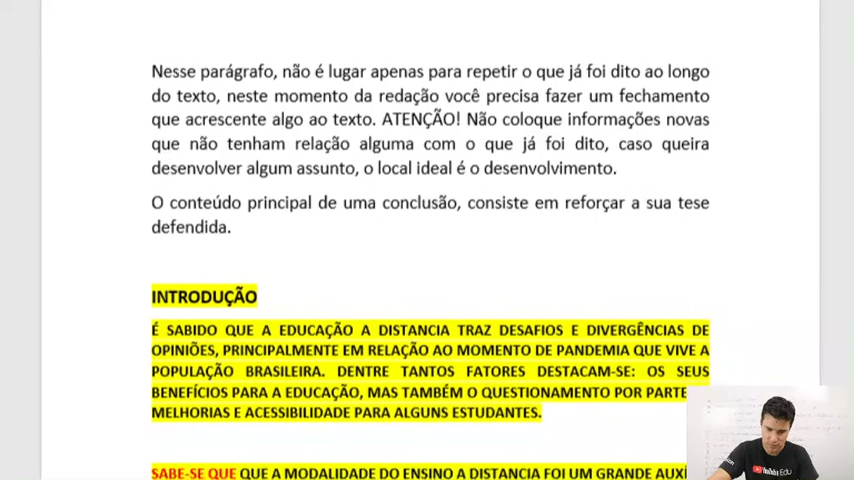 Nesse parágrafo, não é lugar apenas para repetir o que já foi dito ao longo
do texto, neste momento da redação você precisa fazer um fechamento
que acrescente algo ao texto. ATENÇÃO! Não coloque informações novas
que não tenham relação alguma com o que já foi dito, caso queira
desenvolver algum assunto, o local ideal é o desenvolvimento.
O conteúdo principal de uma conclusão, consiste em reforçar a sua tese
defendida.
INTRODUÇÃO
É SABIDO QUE A EDUCAÇÃO A DISTANCIA TRAZ DESAFIOS E DIVERGÊNCIAS DE
OPINIÕES, PRINCIPALMENTE EM RELAÇÃO AO MOMENTO DE PANDEMIA QUE VIVE A
POPULAÇÃO BRASILEIRA. DENTRE TANTOS FATORES DESTACAM-SE: OS SEUS
BENEFÍCIOS PARA A EDUCAÇÃO, MAS TAMBÉM O QUESTIONAMENTO POR PARTE
MELHORIAS E ACESSIBILIDADE PARA ALGUNS ESTUDANTES.
SABE-SE QUE QUE A MODALIDADE DO ENSINO A DISTANCIA FOI UM GRANDE
YouTube Edu